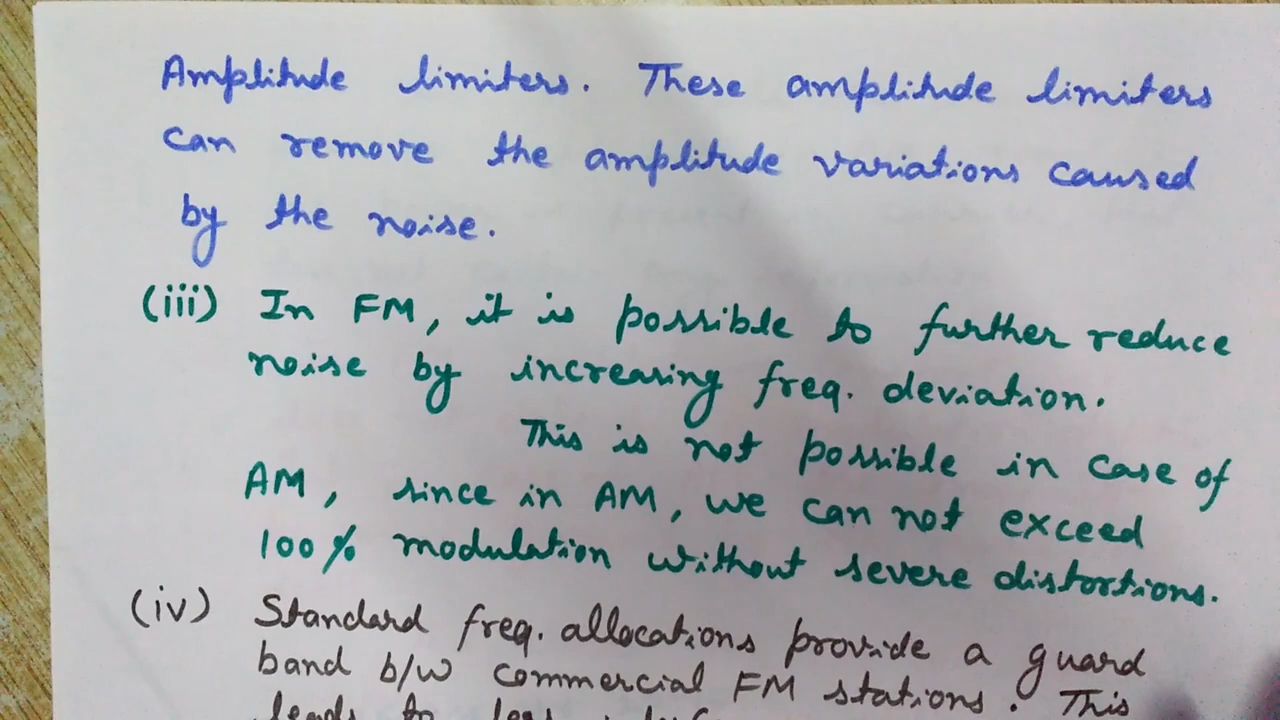 Amplitude limiters. These amplitude limiters
can remove the amplitude variations caused
by the noise.
(iii) In FM, it is possible to further reduce
noise by increasing freq. deviation.
This is not possible in case of
AM, since in AM, we can not exceed
100% modulation without severe distortions.
(iv) Standard freq. allocations provide a guard
band b/w commercial FM stations. This
leads to less